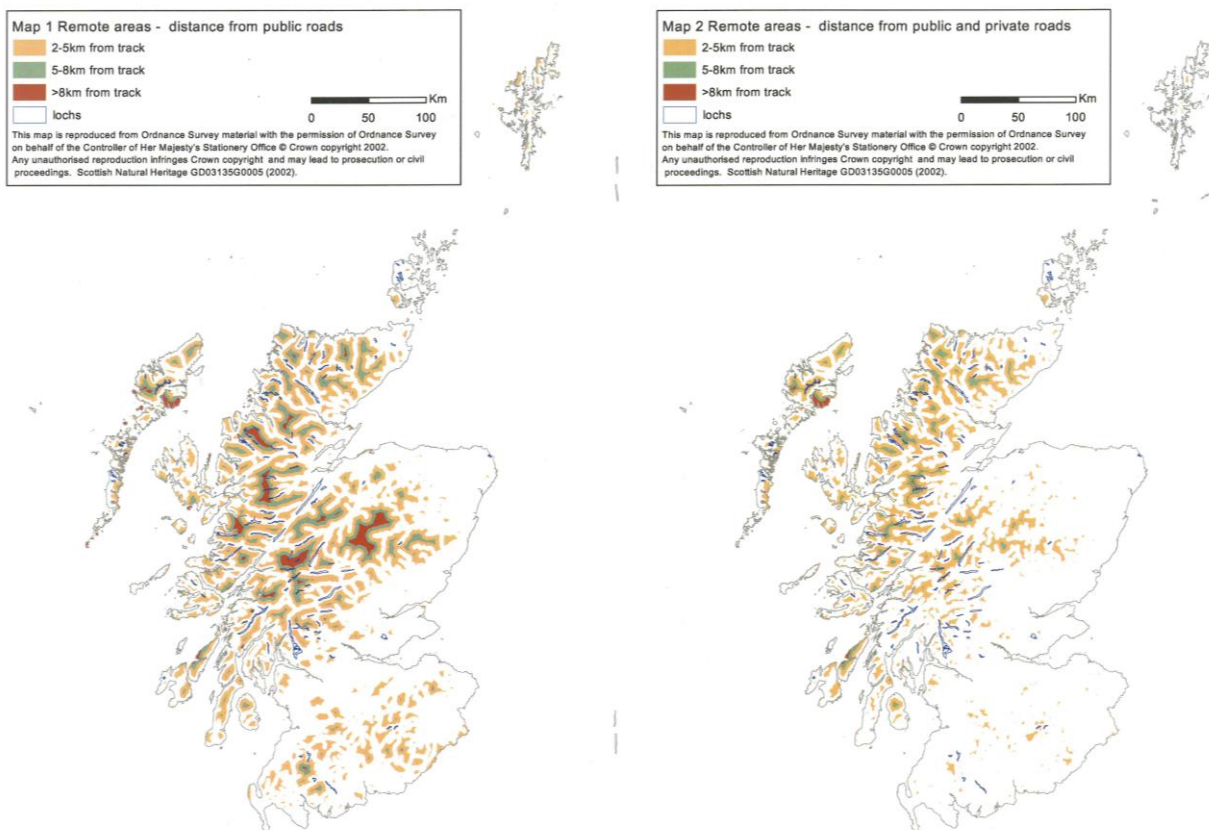 Map 1 Remote areas - distance from public roads
2-5km from track
5-8km from track
>8km from track
lochs
Km
0 50 100
This map is reproduced from Ordnance Survey material with the permission of Ordnance Survey
on behalf of the Controller of Her Majesty's Stationery Office © Crown copyright 2002.
Any unauthorised reproduction infringes Crown copyright and may lead to prosecution or civil
proceedings. Scottish Natural Heritage GD03135G0005 (2002).
Map 2 Remote areas - distance from public and private roads
2-5km from track
5-8km from track
>8km from track
lochs
Km
0 50 100
This map is reproduced from Ordnance Survey material with the permission of Ordnance Survey
on behalf of the Controller of Her Majesty's Stationery Office © Crown copyright 2002.
Any unauthorised reproduction infringes Crown copyright and may lead to prosecution or civil
proceedings. Scottish Natural Heritage GD03135G0005 (2002).